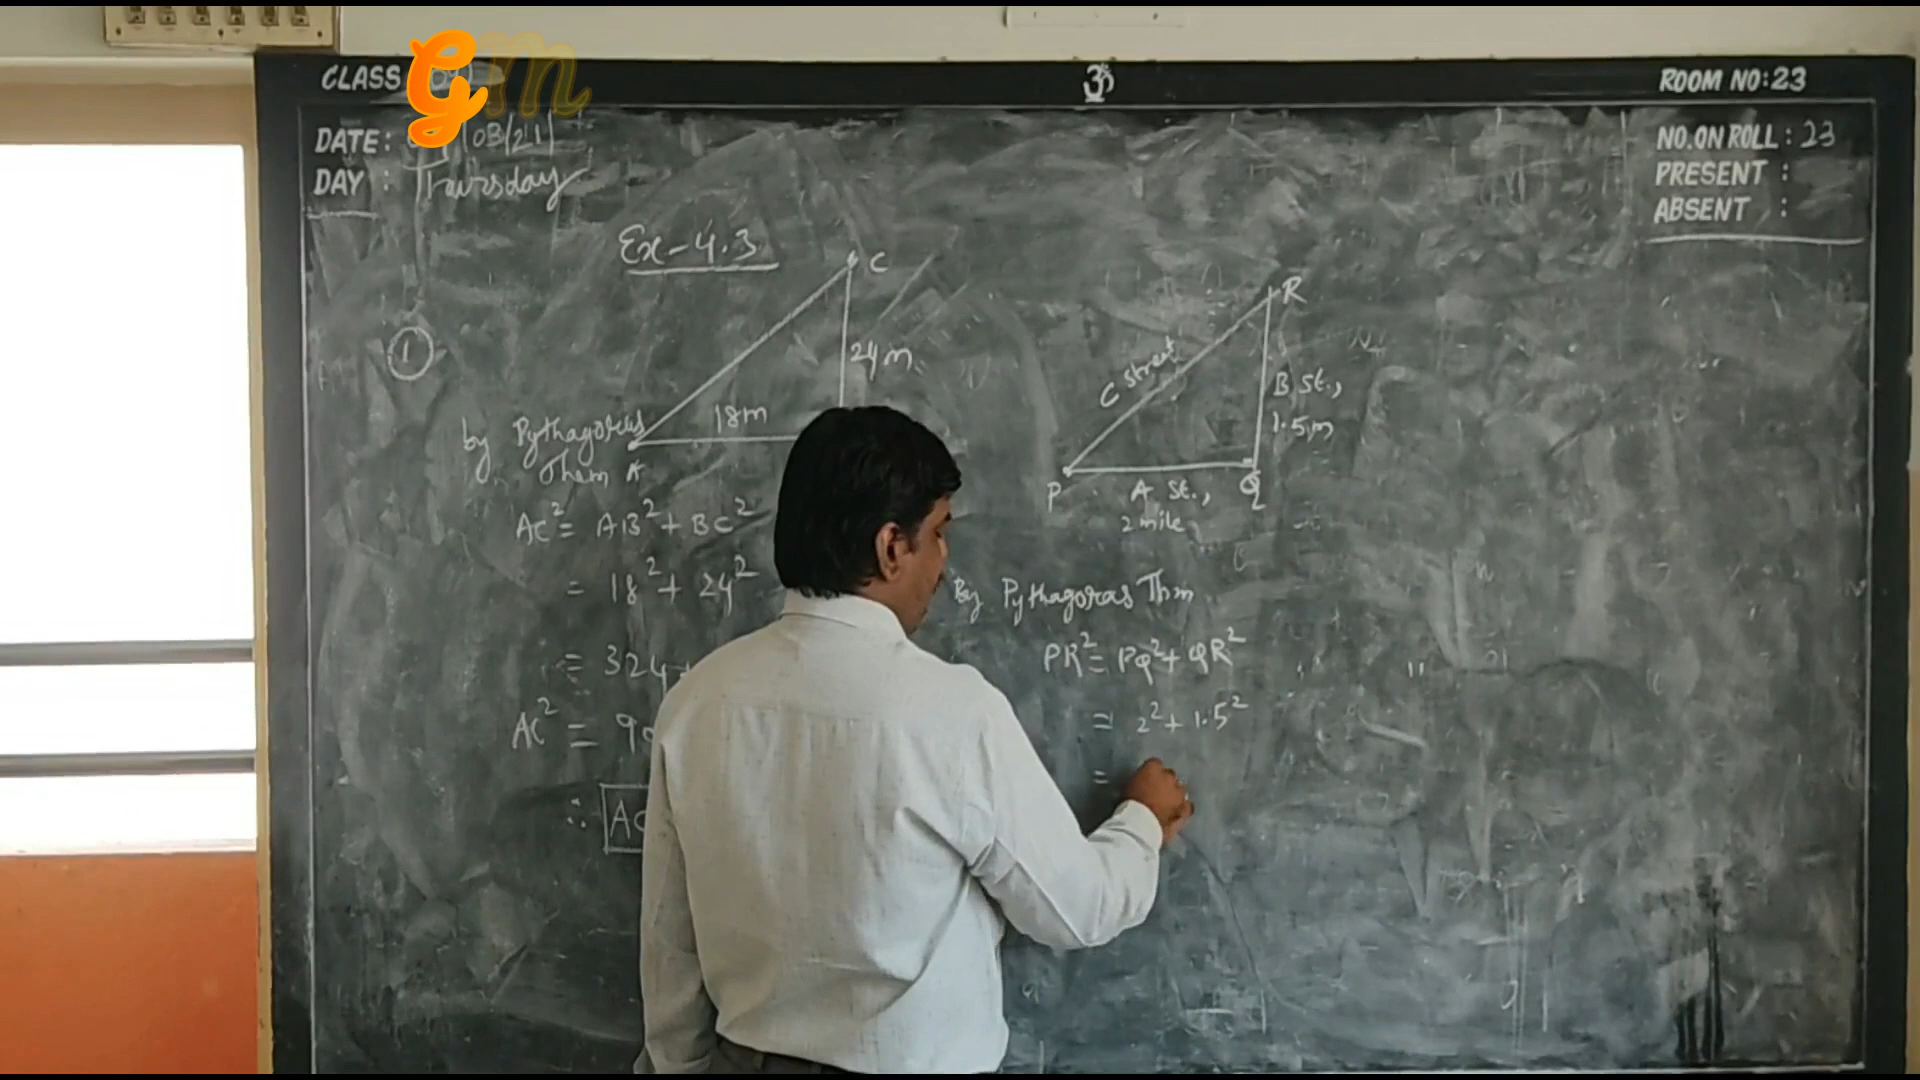 CLASS
ॐ
ROOM NO:23
DATE: 08/21
DAY : Thursday
NO.ON ROLL : 23
PRESENT :
ABSENT :
Ex-4.3
1
C
24m
18m
A
by Pythagoras
Them
AC² = AB² + BC²
= 18² + 24²
= 324+
AC² =
∴ AC
R
C Street
B St.,
1.5m
P
A St.,
Q
2 mile
By Pythagoras Thm
PR² = PQ² + QR²
= 2² + 1.5²
=
Gm